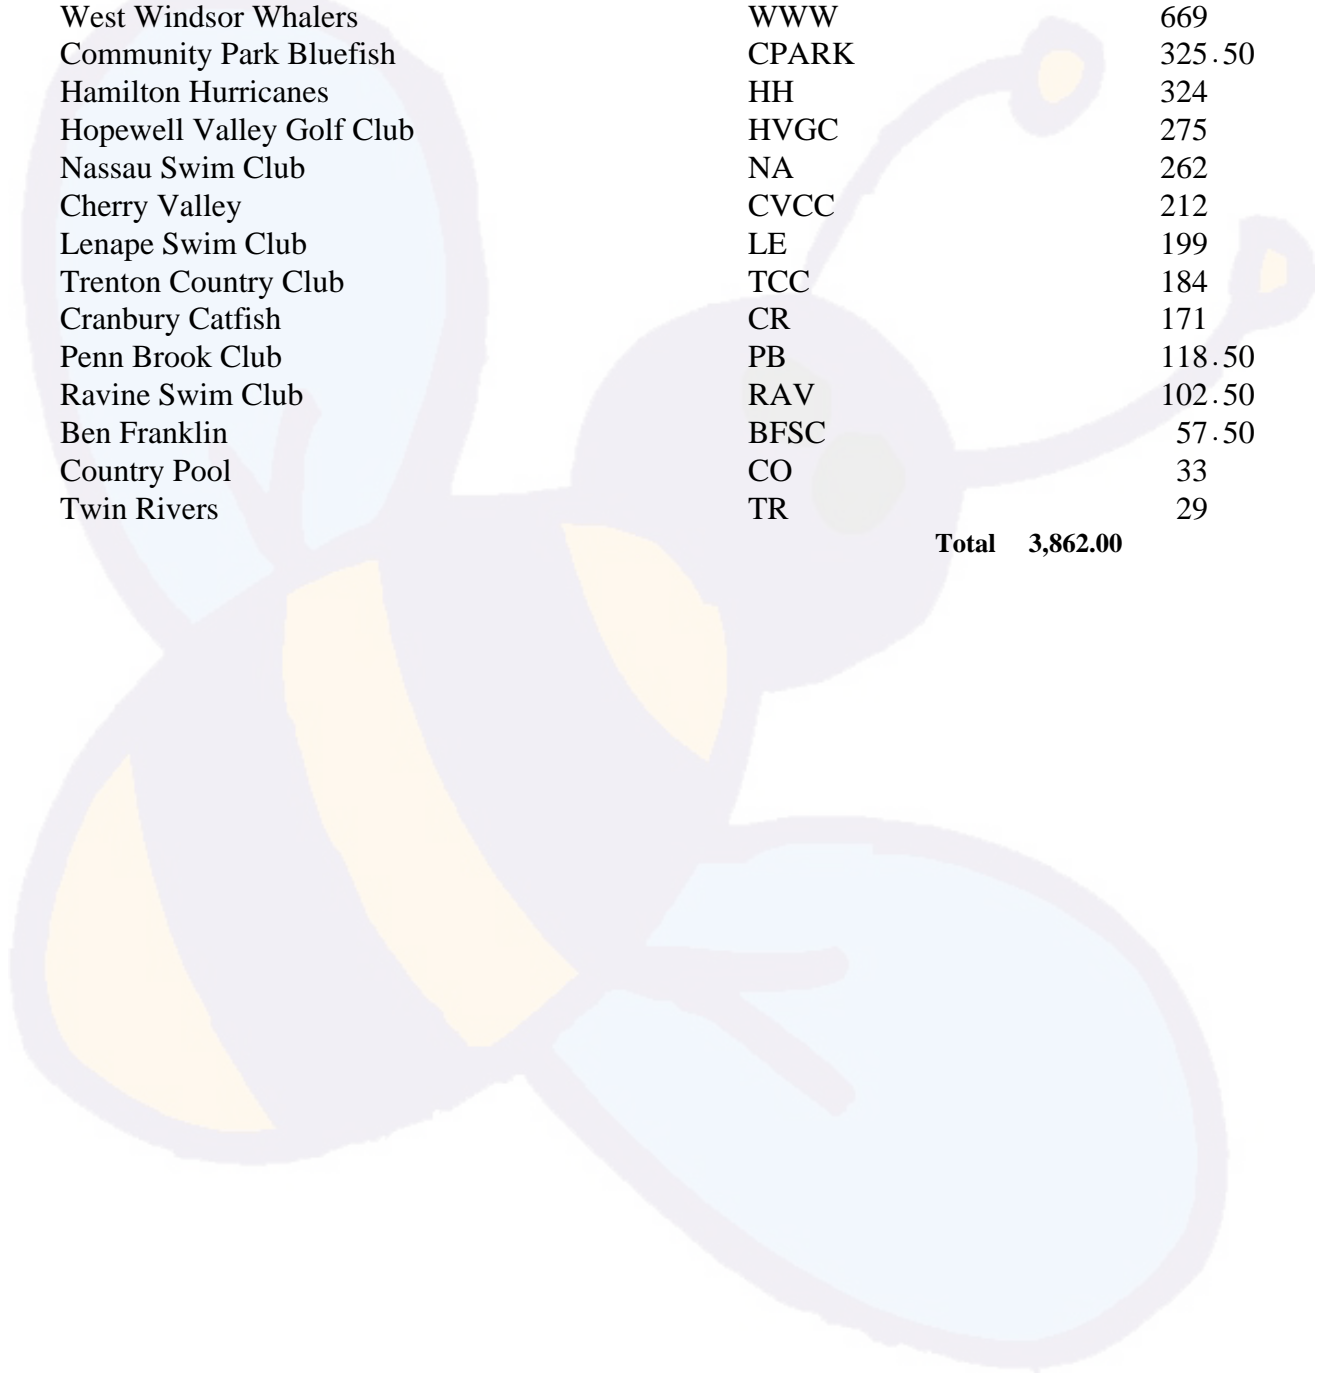 West Windsor Whalers WWW 669
Community Park Bluefish CPARK 325.50
Hamilton Hurricanes HH 324
Hopewell Valley Golf Club HVGC 275
Nassau Swim Club NA 262
Cherry Valley CVCC 212
Lenape Swim Club LE 199
Trenton Country Club TCC 184
Cranbury Catfish CR 171
Penn Brook Club PB 118.50
Ravine Swim Club RAV 102.50
Ben Franklin BFSC 57.50
Country Pool CO 33
Twin Rivers TR 29
Total 3,862.00